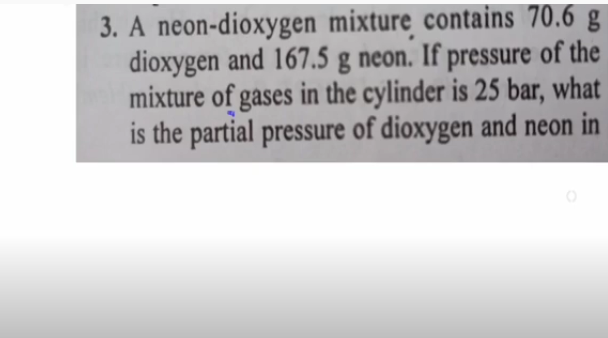 3. A neon-dioxygen mixture contains 70.6 g
dioxygen and 167.5 g neon. If pressure of the
mixture of gases in the cylinder is 25 bar, what
is the partial pressure of dioxygen and neon in